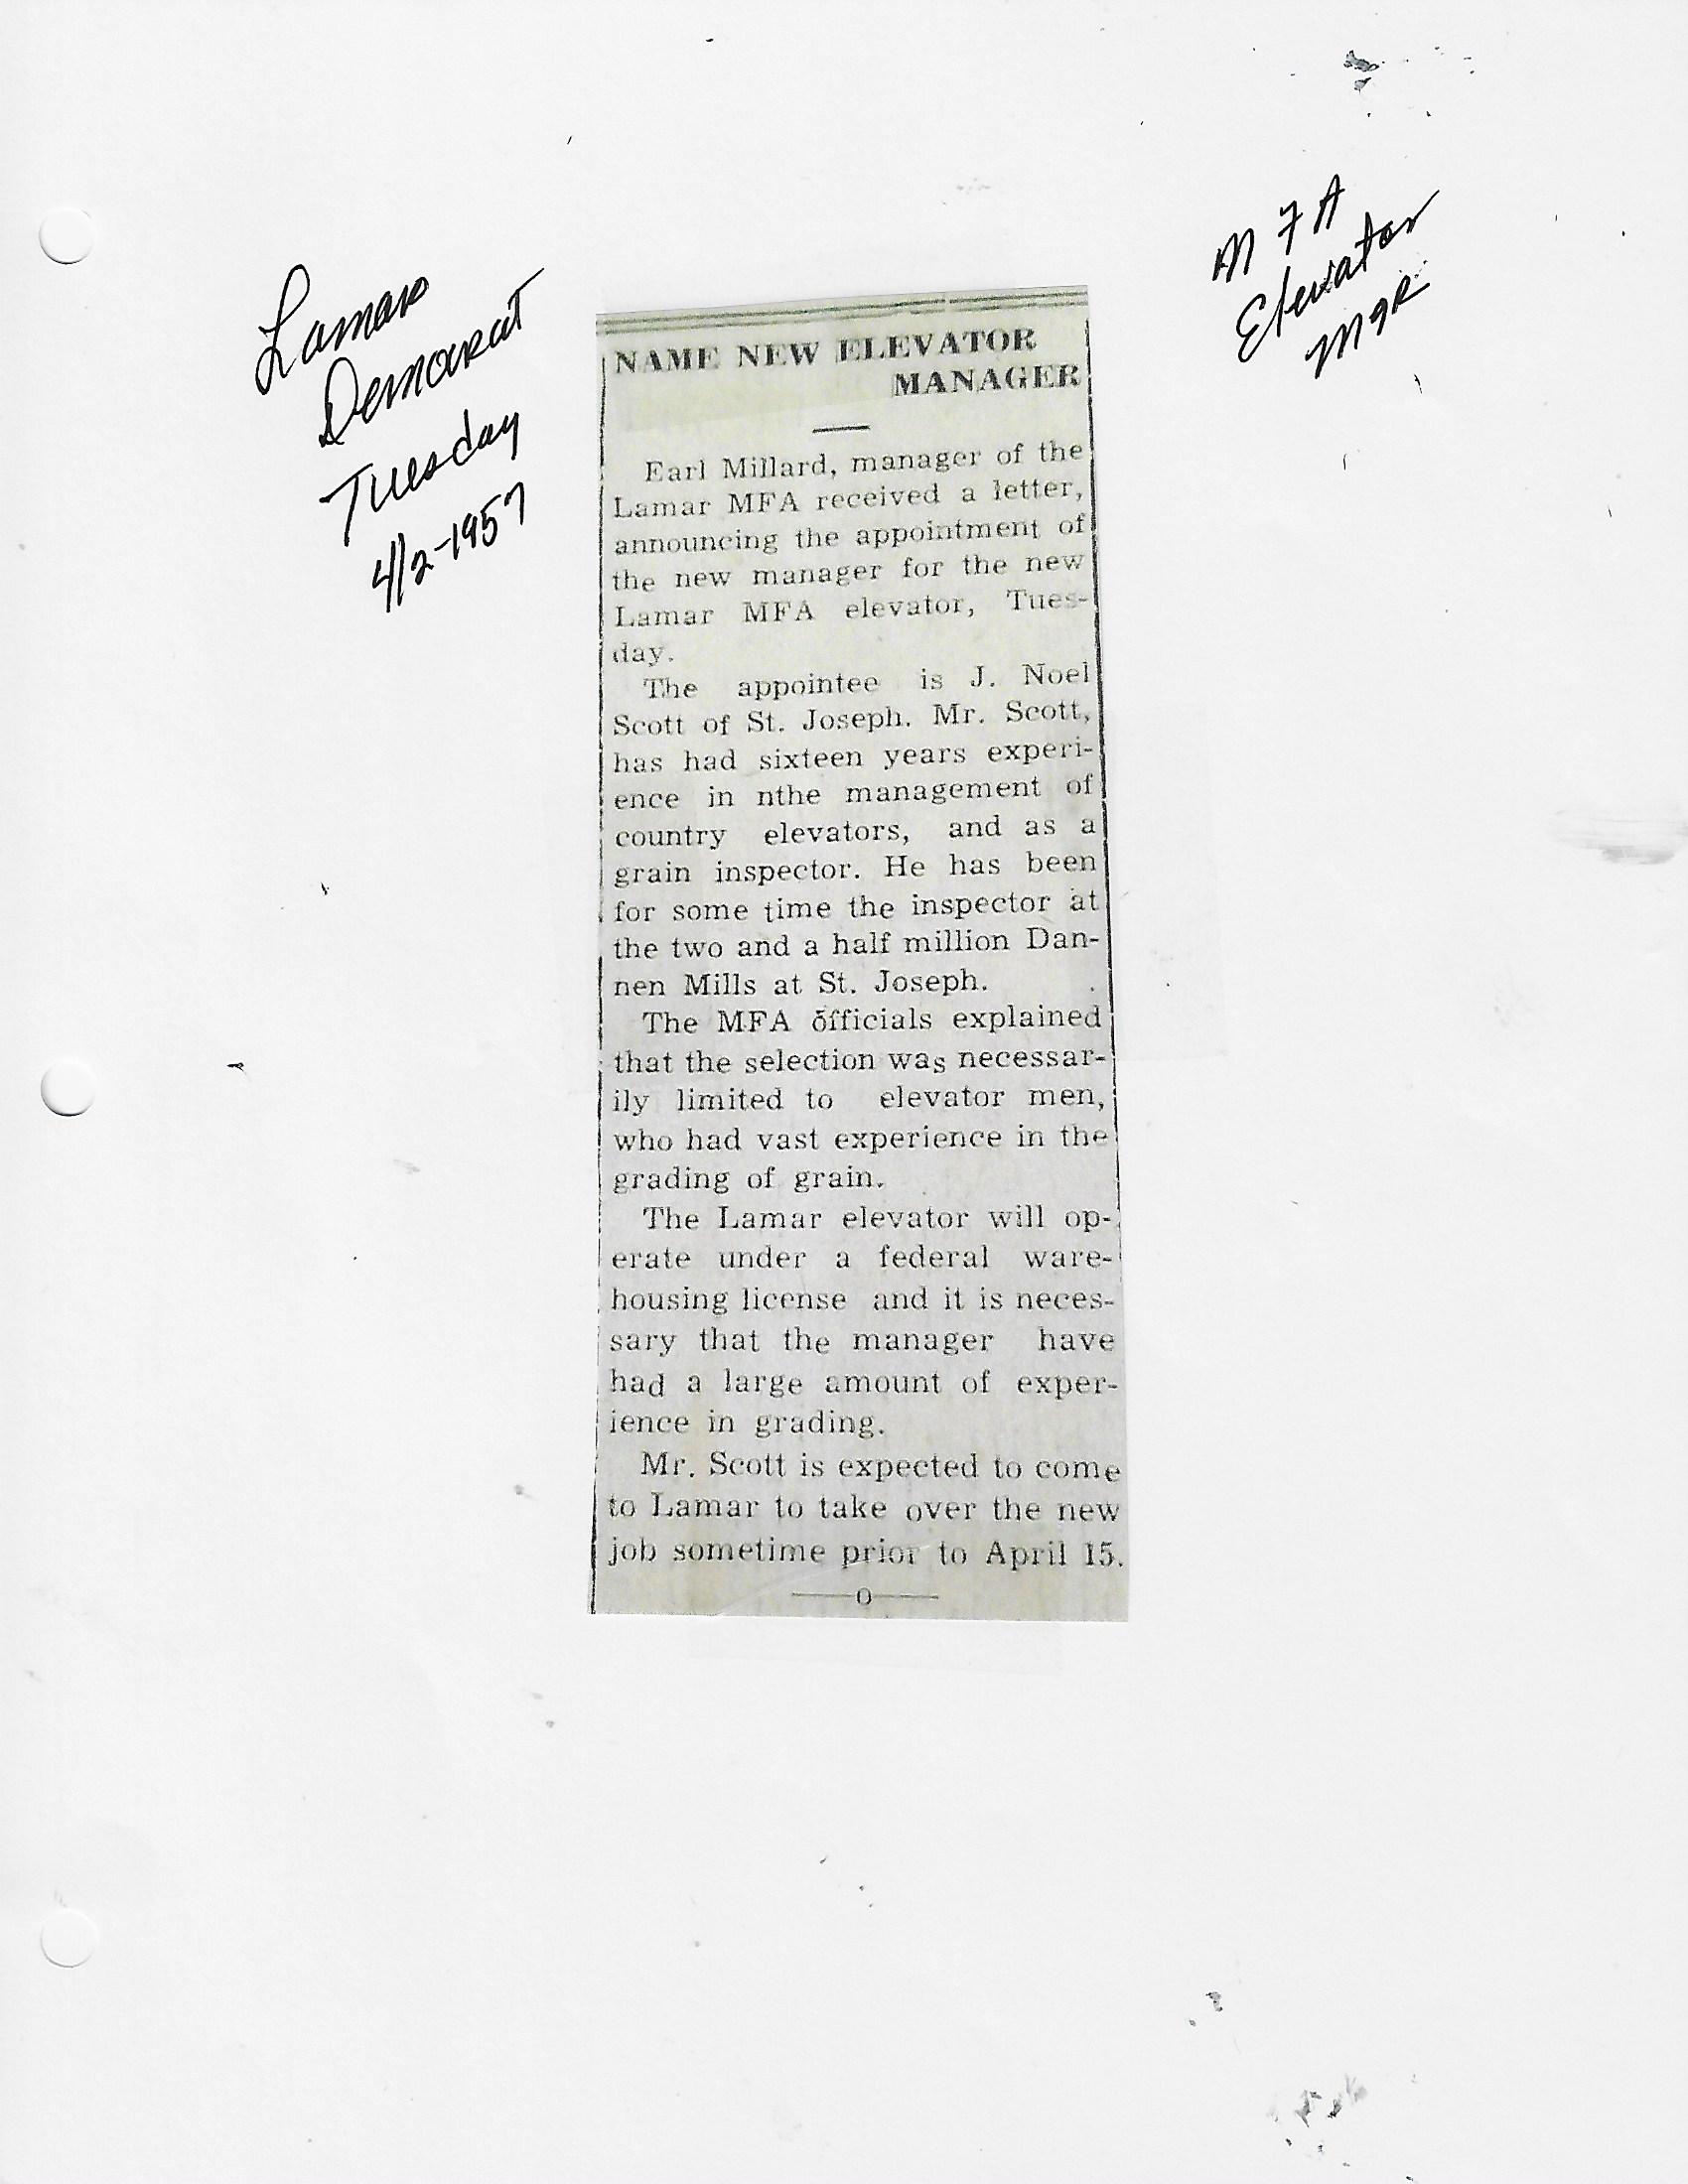 Lamar
Democrat
Tuesday
4/2-1957
MFA
Elevator
MgR
NAME NEW ELEVATOR
MANAGER
Earl Millard, manager of the
Lamar MFA received a letter,
announcing the appointment of
the new manager for the new
Lamar MFA elevator, Tues-
day.
The appointee is J. Noel
Scott of St. Joseph. Mr. Scott,
has had sixteen years experi-
ence in nthe management of
country elevators, and as a
grain inspector. He has been
for some time the inspector at
the two and a half million Dan-
nen Mills at St. Joseph.
The MFA officials explained
that the selection was necessar-
ily limited to elevator men,
who had vast experience in the
grading of grain.
The Lamar elevator will op-
erate under a federal ware-
housing license and it is neces-
sary that the manager have
had a large amount of exper-
ience in grading.
Mr. Scott is expected to come
to Lamar to take over the new
job sometime prior to April 15.
——o——